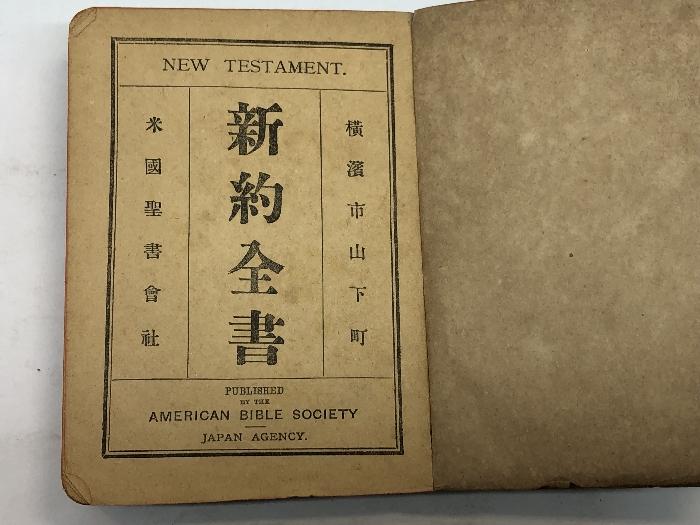 NEW TESTAMENT.
橫濱市山下町
新約全書
米國聖書會社
PUBLISHED
BY THE
AMERICAN BIBLE SOCIETY
JAPAN AGENCY.